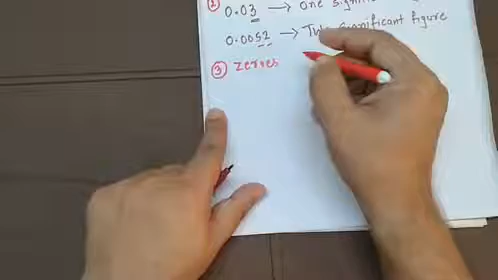 0.03 → one
0.0052 → Two significant figure
③ zeroes